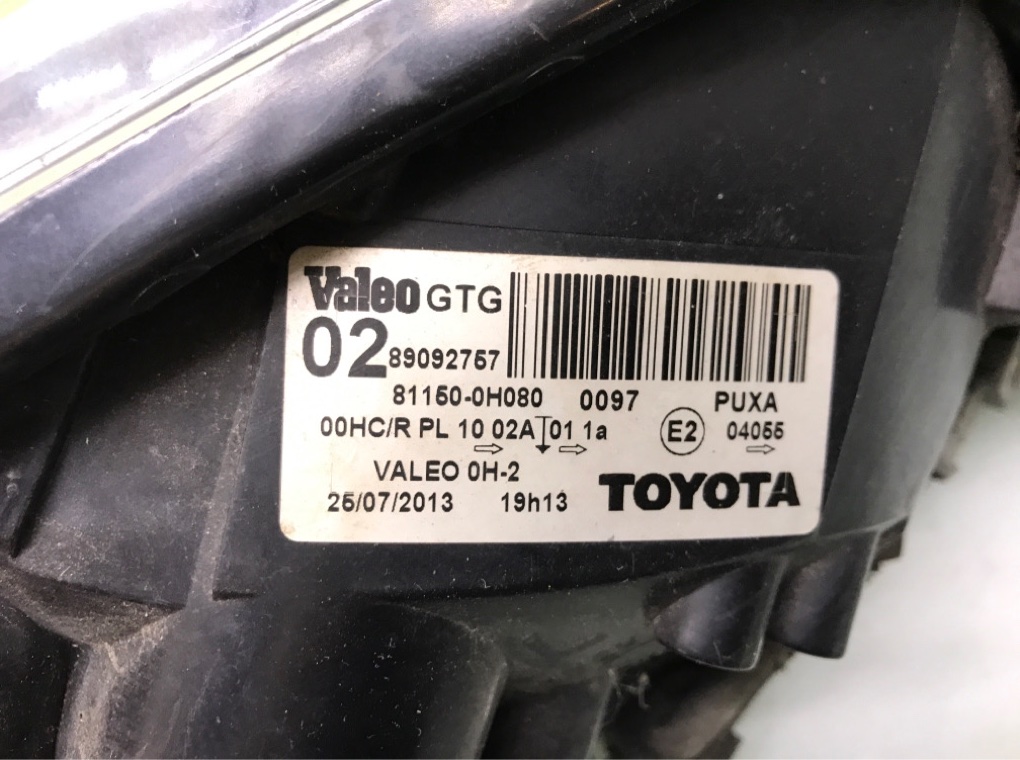 Valeo GTG
02 89092757
81150-0H080 0097 PUXA
00HC/R PL 10 02A 01 1a E2 04055
VALEO 0H-2
25/07/2013 19h13 TOYOTA